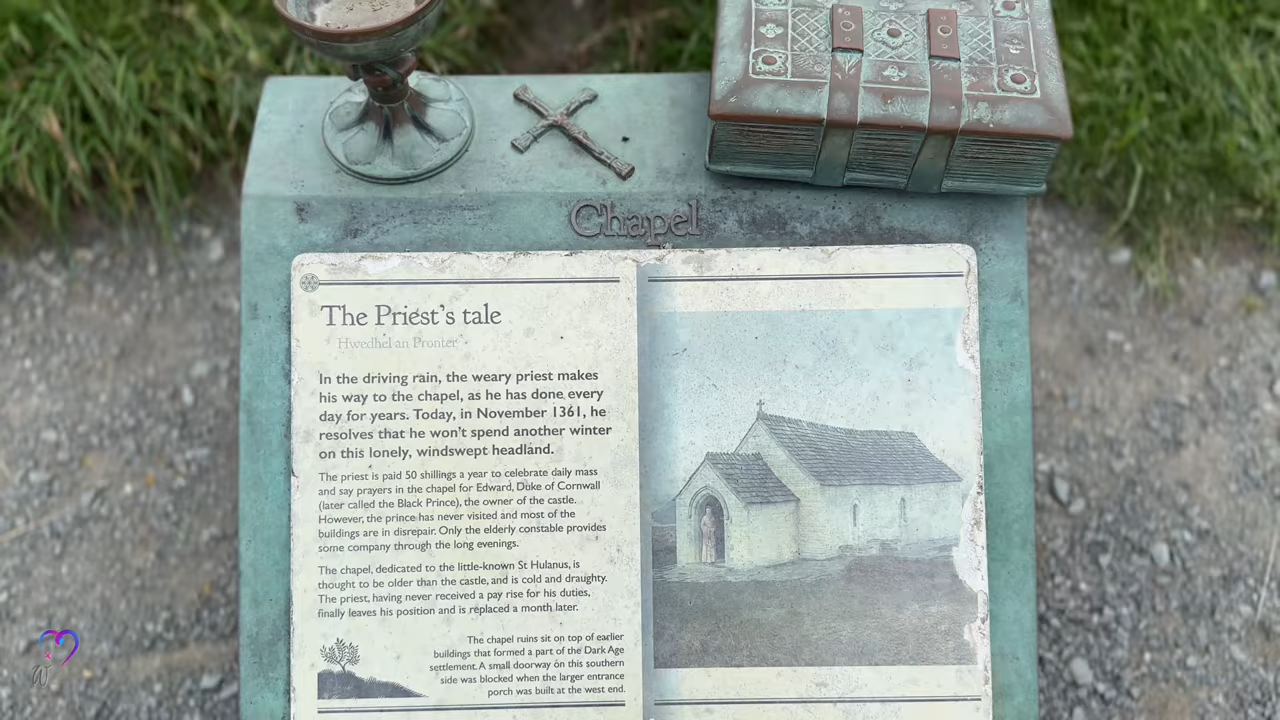 Chapel
The Priest's tale
Hwedhel an Pronter
In the driving rain, the weary priest makes
his way to the chapel, as he has done every
day for years. Today, in November 1361, he
resolves that he won't spend another winter
on this lonely, windswept headland.
The priest is paid 50 shillings a year to celebrate daily mass
and say prayers in the chapel for Edward, Duke of Cornwall
(later called the Black Prince), the owner of the castle.
However, the prince has never visited and most of the
buildings are in disrepair. Only the elderly constable provides
some company through the long evenings.
The chapel, dedicated to the little-known St Hulanus, is
thought to be older than the castle, and is cold and draughty.
The priest, having never received a pay rise for his duties,
finally leaves his position and is replaced a month later.
The chapel ruins sit on top of earlier
buildings that formed a part of the Dark Age
settlement. A small doorway on this southern
side was blocked when the larger entrance
porch was built at the west end.
W